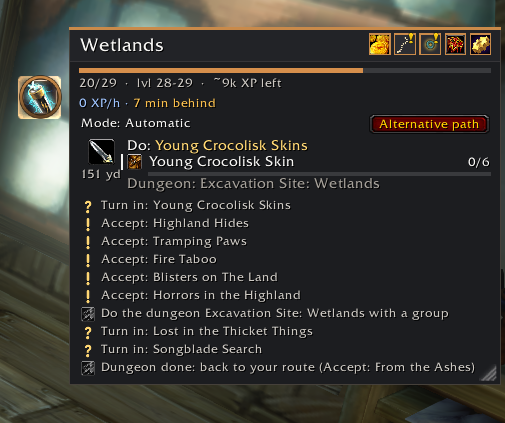 Wetlands
20/29 · lvl 28-29 · ~9k XP left
0 XP/h · 7 min behind
Mode: Automatic
Alternative path
Do: Young Crocolisk Skins
Young Crocolisk Skin 0/6
151 yd
Dungeon: Excavation Site: Wetlands
Turn in: Young Crocolisk Skins
Accept: Highland Hides
Accept: Tramping Paws
Accept: Fire Taboo
Accept: Blisters on The Land
Accept: Horrors in the Highland
Do the dungeon Excavation Site: Wetlands with a group
Turn in: Lost in the Thicket Things
Turn in: Songblade Search
Dungeon done: back to your route (Accept: From the Ashes)